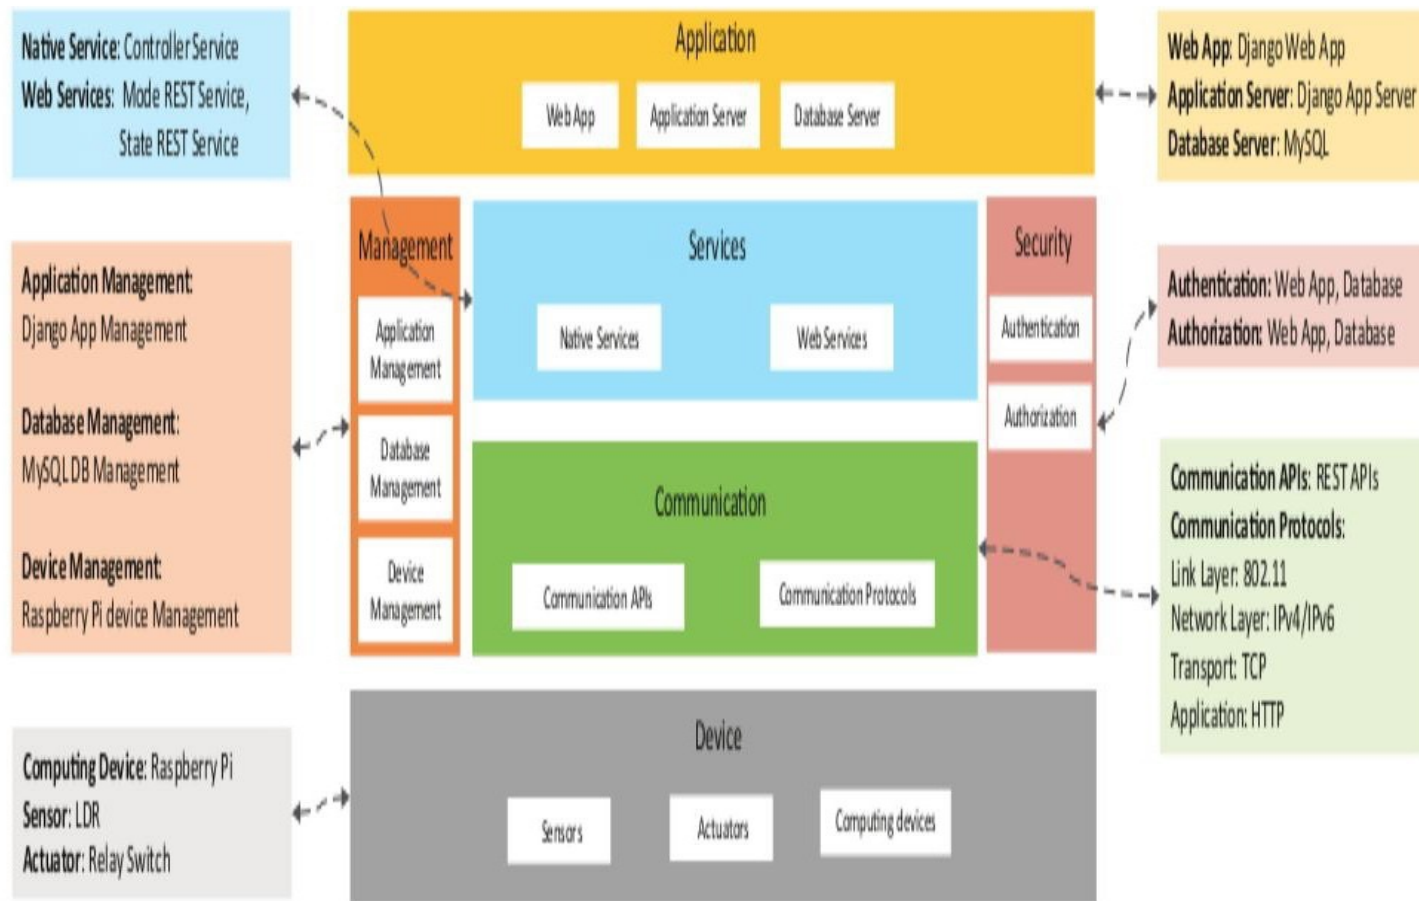 Native Service: Controller Service
Web Services: Mode REST Service,
State REST Service
Application
Web App
Application Server
Database Server
Web App: Django Web App
Application Server: Django App Server
Database Server: MySQL
Application Management:
Django App Management
Database Management:
MySQL DB Management
Device Management:
Raspberry Pi device Management
Management
Application
Management
Database
Management
Device
Management
Services
Native Services
Web Services
Security
Authentication
Authorization
Authentication: Web App, Database
Authorization: Web App, Database
Communication
Communication APIs
Communication Protocols
Communication APIs: REST APIs
Communication Protocols:
Link Layer: 802.11
Network Layer: IPv4/IPv6
Transport: TCP
Application: HTTP
Computing Device: Raspberry Pi
Sensor: LDR
Actuator: Relay Switch
Device
Sensors
Actuators
Computing devices